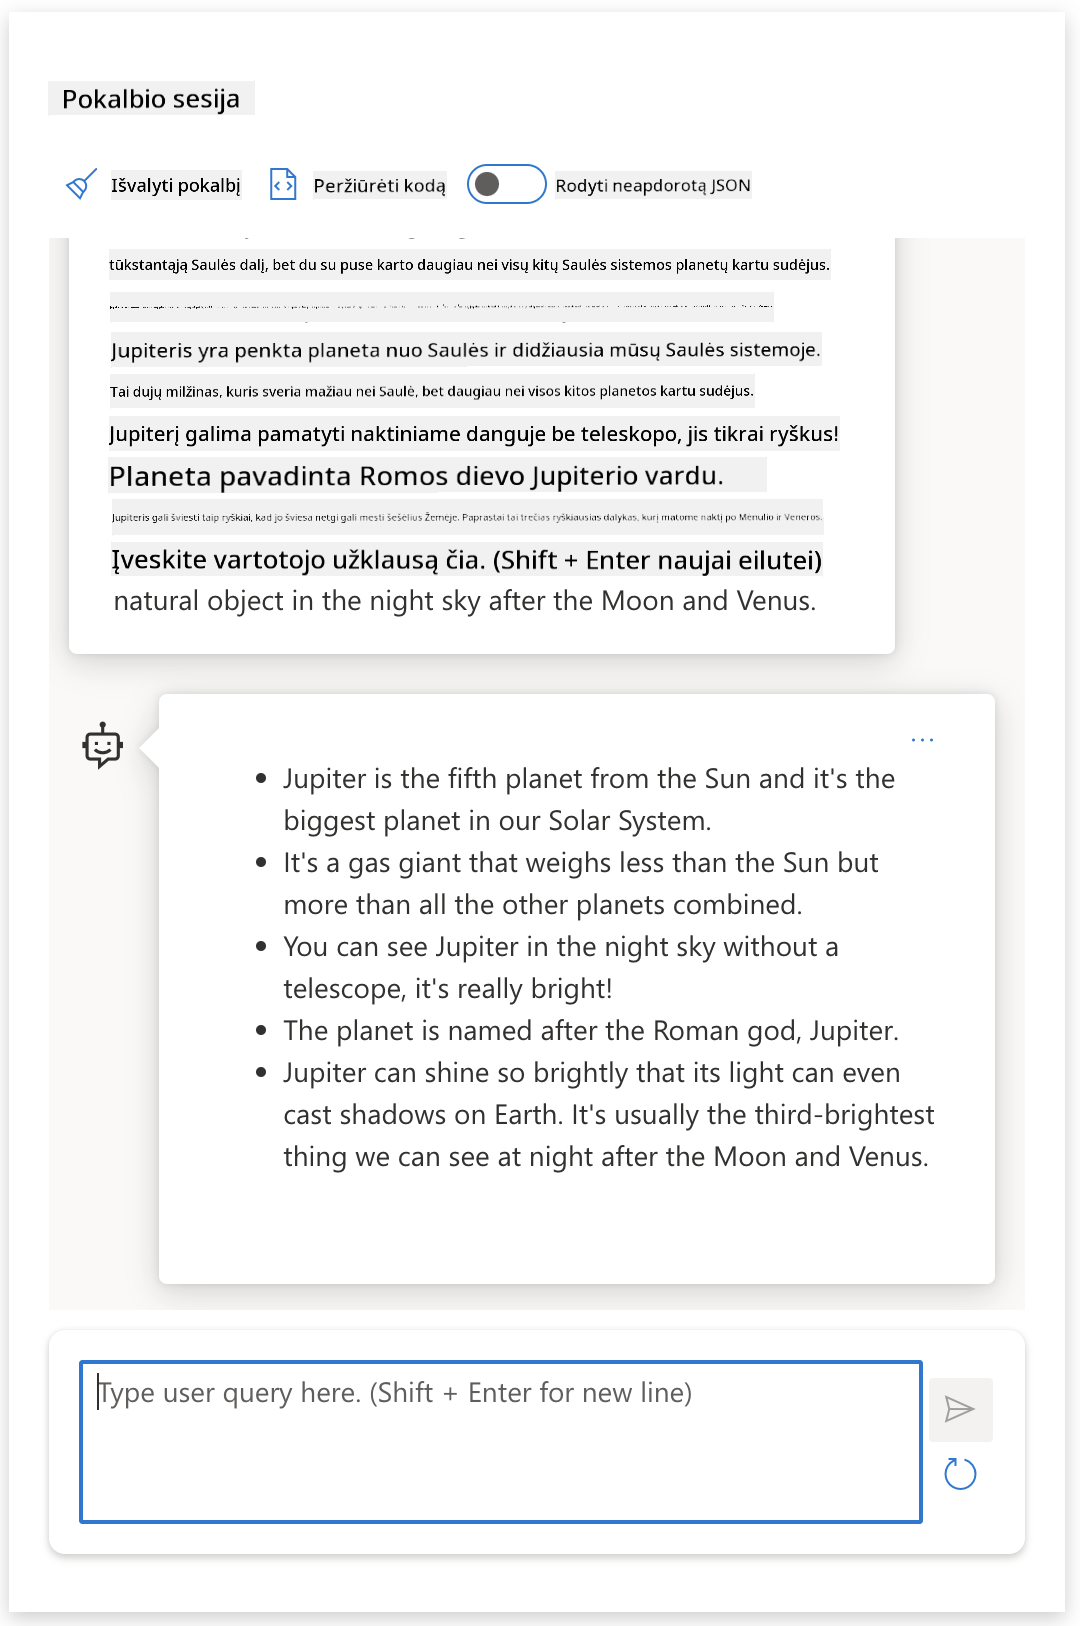 Pokalbio sesija
Išvalyti pokalbį
Peržiūrėti kodą
Rodyti neapdorotą JSON
tūkstantąją Saulės dalį, bet du su puse karto daugiau nei visų kitų Saulės sistemos planetų kartu sudėjus.
Jupiteris yra penkta planeta nuo Saulės ir didžiausia mūsų Saulės sistemoje.
Tai dujų milžinas, kuris sveria mažiau nei Saulė, bet daugiau nei visos kitos planetos kartu sudėjus.
Jupiterį galima pamatyti naktiniame danguje be teleskopo, jis tikrai ryškus!
Planeta pavadinta Romos dievo Jupiterio vardu.
Jupiteris gali šviesti taip ryškiai, kad jo šviesa netgi gali mesti šešėlius Žemėje. Paprastai tai trečias ryškiausias dalykas, kurį matome naktį po Mėnulio ir Veneros.
Įveskite vartotojo užklausą čia. (Shift + Enter naujai eilutei)
natural object in the night sky after the Moon and Venus.
• Jupiter is the fifth planet from the Sun and it's the
biggest planet in our Solar System.
• It's a gas giant that weighs less than the Sun but
more than all the other planets combined.
• You can see Jupiter in the night sky without a
telescope, it's really bright!
• The planet is named after the Roman god, Jupiter.
• Jupiter can shine so brightly that its light can even
cast shadows on Earth. It's usually the third-brightest
thing we can see at night after the Moon and Venus.
Type user query here. (Shift + Enter for new line)